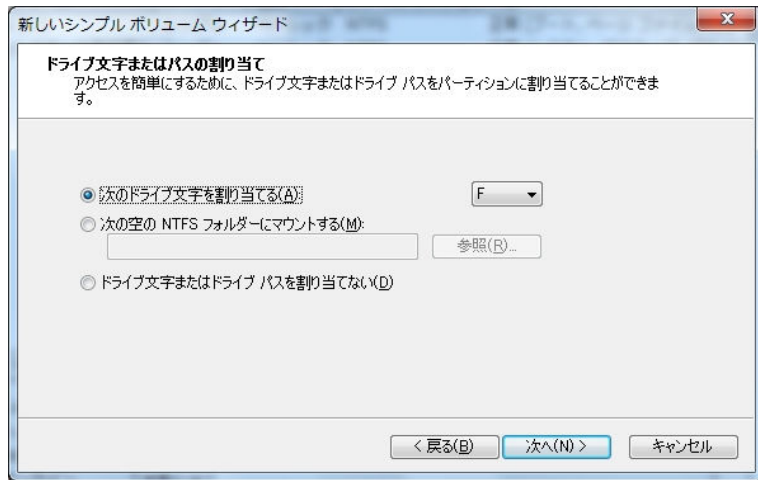 新しいシンプル ボリューム ウィザード
ドライブ文字またはパスの割り当て
アクセスを簡単にするために、ドライブ文字またはドライブ パスをパーティションに割り当てることができま
す。
次のドライブ文字を割り当てる(A):
F
次の空の NTFS フォルダーにマウントする(M):
参照(R)...
ドライブ文字またはドライブ パスを割り当てない(D)
< 戻る(B)
次へ(N) >
キャンセル